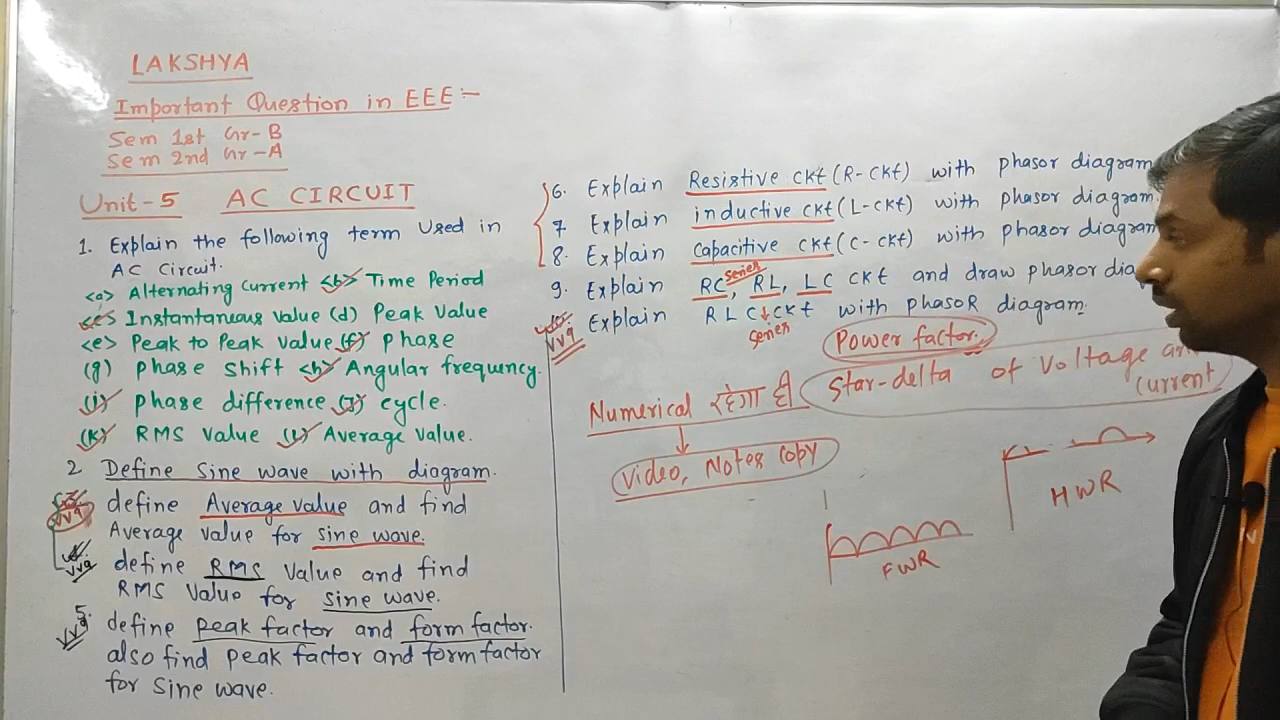 LAKSHYA
Important Question in EEE :-
Sem 1st Gr-B
Sem 2nd Gr-A
Unit-5 AC CIRCUIT
1. Explain the following term used in
AC Circuit.
<a> Alternating Current <b> Time Period
<c> Instantaneous value (d) Peak Value
<e> Peak to Peak value (f) phase
(g) phase shift <h> Angular frequency.
(i) phase difference (J) cycle.
(k) RMS value (l) Average value.
2 Define sine wave with diagram.
vvq define Average value and find
Average value for sine wave.
vvq define RMS value and find
RMS value for sine wave.
5. vvq define peak factor and form factor.
also find peak factor and form factor
for sine wave.
6. Explain Resistive ckt (R-ckt) with phasor diagram
7 Explain inductive ckt (L-ckt) with phasor diagram.
8. Explain capacitive ckt (C-ckt) with phasor diagram
series
9. Explain RC, RL, LC ckt and draw phasor dia
vvq Explain RLC ckt with phasoR diagram.
series
Power factor.
Star-delta of Voltage
Current
Numerical रहेगा ही
Video, Notes copy
HWR
FWR